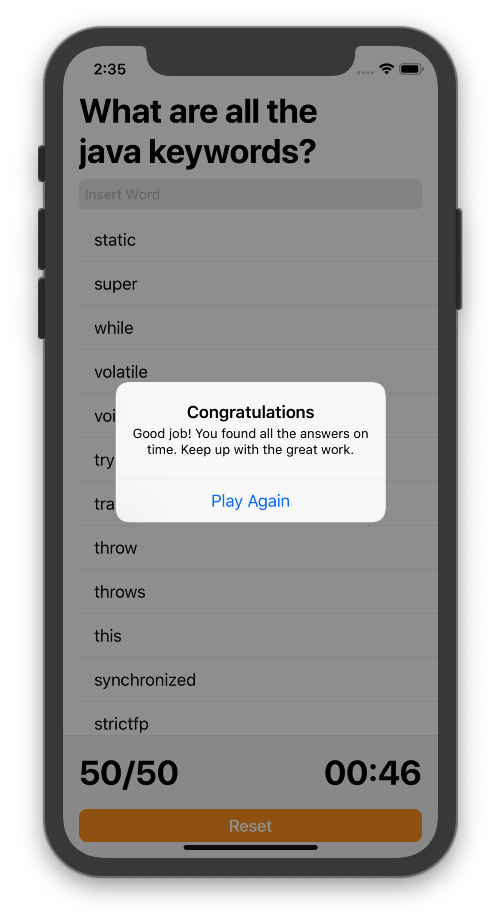 2:35
What are all the
java keywords?
Insert Word
static
super
while
volatile
Congratulations
Good job! You found all the answers on
time. Keep up with the great work.
try
Play Again
throw
throws
this
synchronized
strictfp
50/50 00:46
Reset